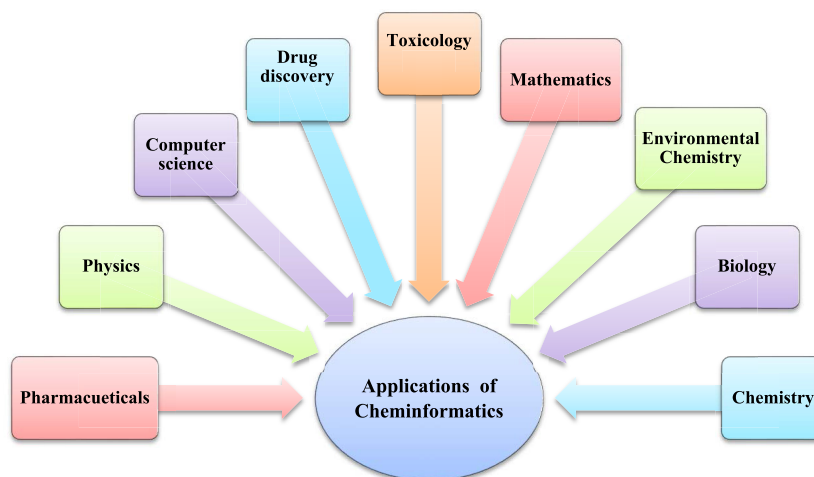 Toxicology
Drug
discovery
Mathematics
Computer
science
Environmental
Chemistry
Physics
Biology
Pharmacueticals
Applications of
Cheminformatics
Chemistry